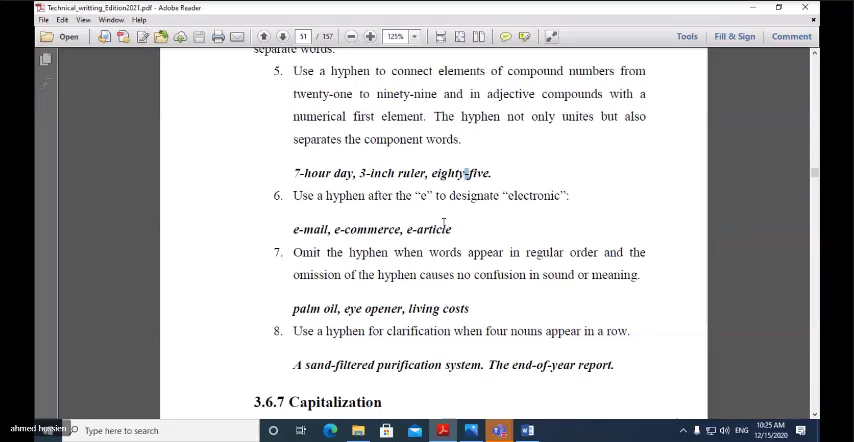 Technical_writting_Edition2021.pdf - Adobe Reader
File Edit View Window Help
Open 51 / 157 125% Tools Fill & Sign Comment
separate words.
5. Use a hyphen to connect elements of compound numbers from
twenty-one to ninety-nine and in adjective compounds with a
numerical first element. The hyphen not only unites but also
separates the component words.
7-hour day, 3-inch ruler, eighty-five.
6. Use a hyphen after the “e” to designate “electronic”:
e-mail, e-commerce, e-article
7. Omit the hyphen when words appear in regular order and the
omission of the hyphen causes no confusion in sound or meaning.
palm oil, eye opener, living costs
8. Use a hyphen for clarification when four nouns appear in a row.
A sand-filtered purification system. The end-of-year report.
3.6.7 Capitalization
ahmed hussien
Type here to search
ENG
10:25 AM
12/15/2020